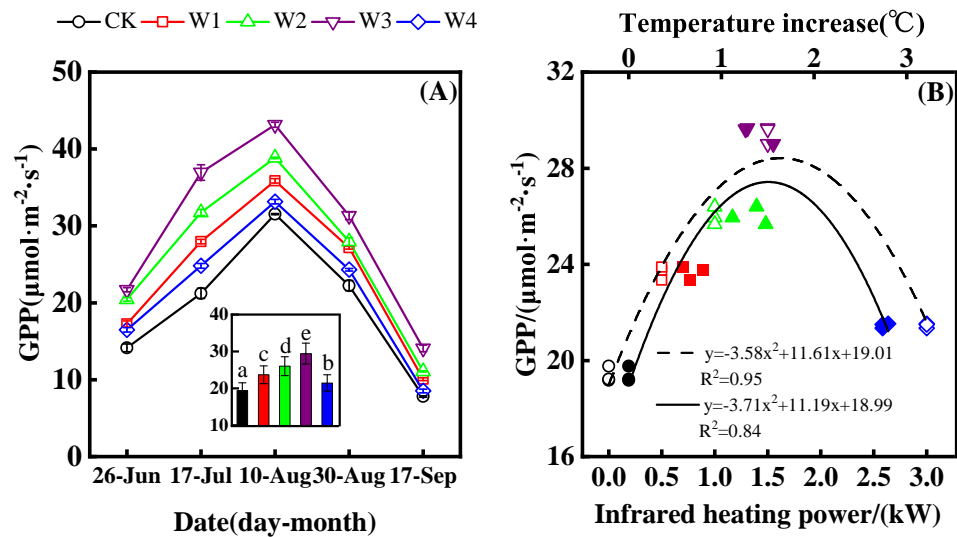 CK W1 W2 W3 W4
(A)
GPP(μmol·m⁻²·s⁻¹)
50
40
30
20
10
0
26-Jun 17-Jul 10-Aug 30-Aug 17-Sep
Date(day-month)
40
30
20
10
a c d e b
Temperature increase(℃)
0 1 2 3
(B)
GPP/(μmol·m⁻²·s⁻¹)
32
28
24
20
16
y=-3.58x²+11.61x+19.01
R²=0.95
y=-3.71x²+11.19x+18.99
R²=0.84
0.0 0.5 1.0 1.5 2.0 2.5 3.0
Infrared heating power/(kW)